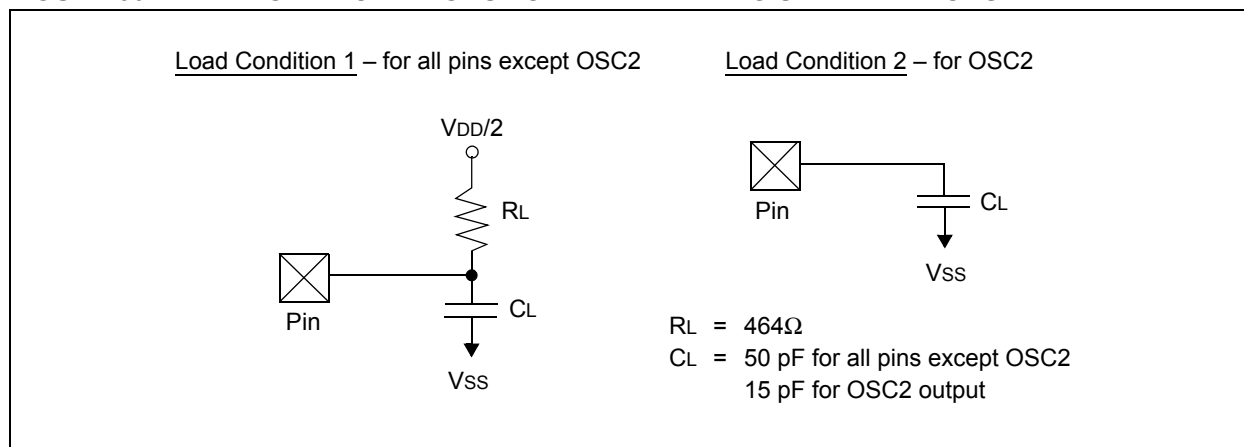 Load Condition 1 – for all pins except OSC2
Load Condition 2 – for OSC2
VDD/2
RL
Pin
CL
VSS
Pin
CL
VSS
RL = 464Ω
CL = 50 pF for all pins except OSC2
15 pF for OSC2 output